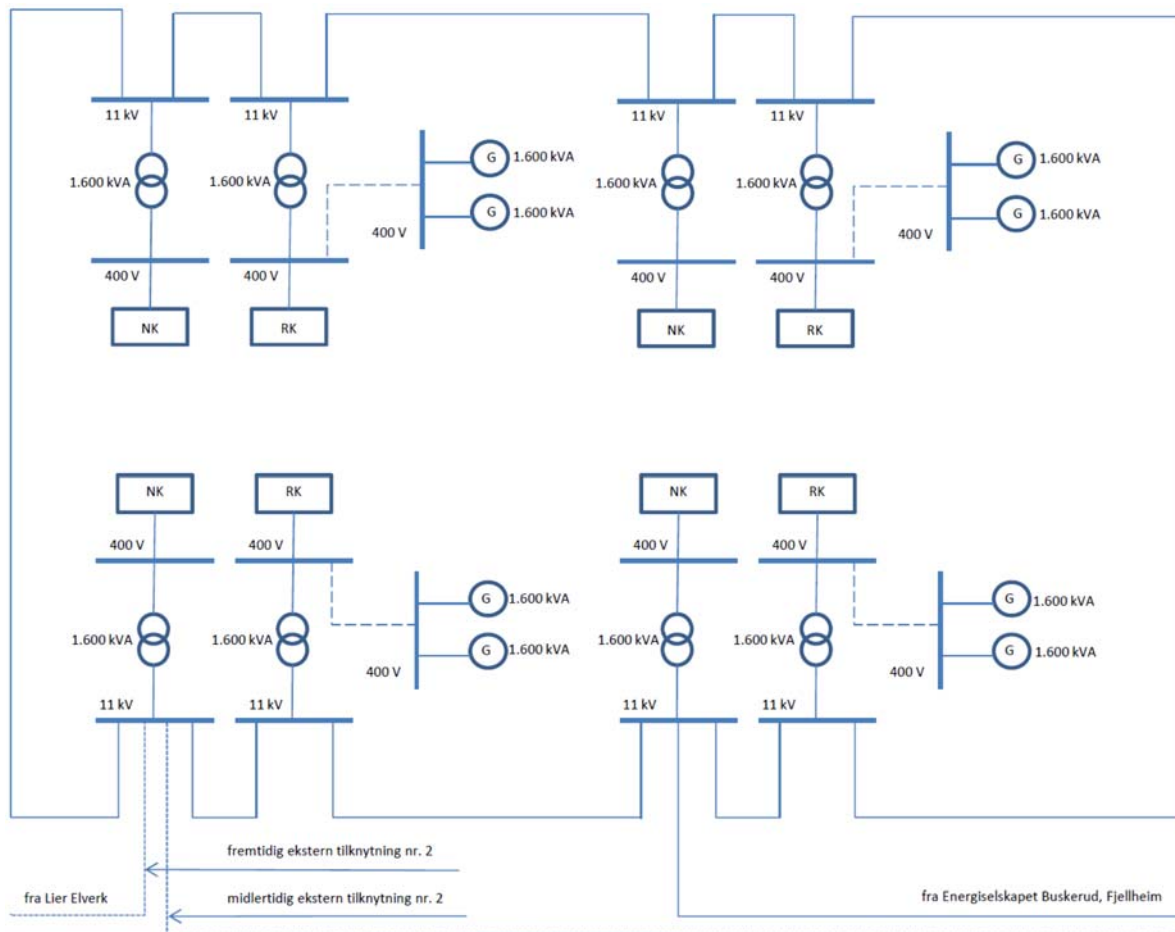 11 kV
11 kV
11 kV
11 kV
1.600 kVA
1.600 kVA
G
1.600 kVA
G
1.600 kVA
400 V
1.600 kVA
1.600 kVA
G
1.600 kVA
G
1.600 kVA
400 V
400 V
400 V
400 V
400 V
NK
RK
NK
RK
NK
RK
NK
RK
400 V
400 V
400 V
400 V
1.600 kVA
1.600 kVA
G
1.600 kVA
G
1.600 kVA
400 V
1.600 kVA
1.600 kVA
G
1.600 kVA
G
1.600 kVA
400 V
11 kV
11 kV
11 kV
11 kV
fremtidig ekstern tilknytning nr. 2
fra Lier Elverk
midlertidig ekstern tilknytning nr. 2
fra Energiselskapet Buskerud, Fjellheim